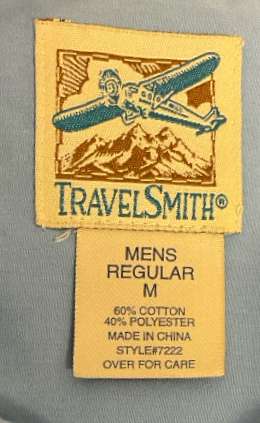 TRAVELSMITH®
MENS
REGULAR
M
60% COTTON
40% POLYESTER
MADE IN CHINA
STYLE#7222
OVER FOR CARE